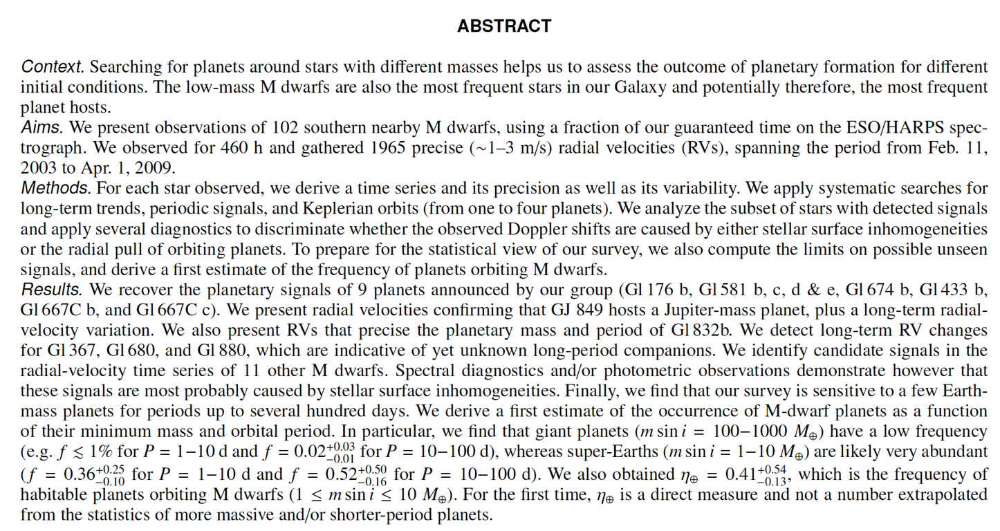 ABSTRACT
Context. Searching for planets around stars with different masses helps us to assess the outcome of planetary formation for different
initial conditions. The low-mass M dwarfs are also the most frequent stars in our Galaxy and potentially therefore, the most frequent
planet hosts.
Aims. We present observations of 102 southern nearby M dwarfs, using a fraction of our guaranteed time on the ESO/HARPS spec-
trograph. We observed for 460 h and gathered 1965 precise (∼1–3 m/s) radial velocities (RVs), spanning the period from Feb. 11,
2003 to Apr. 1, 2009.
Methods. For each star observed, we derive a time series and its precision as well as its variability. We apply systematic searches for
long-term trends, periodic signals, and Keplerian orbits (from one to four planets). We analyze the subset of stars with detected signals
and apply several diagnostics to discriminate whether the observed Doppler shifts are caused by either stellar surface inhomogeneities
or the radial pull of orbiting planets. To prepare for the statistical view of our survey, we also compute the limits on possible unseen
signals, and derive a first estimate of the frequency of planets orbiting M dwarfs.
Results. We recover the planetary signals of 9 planets announced by our group (Gl 176 b, Gl 581 b, c, d & e, Gl 674 b, Gl 433 b,
Gl 667C b, and Gl 667C c). We present radial velocities confirming that GJ 849 hosts a Jupiter-mass planet, plus a long-term radial-
velocity variation. We also present RVs that precise the planetary mass and period of Gl 832b. We detect long-term RV changes
for Gl 367, Gl 680, and Gl 880, which are indicative of yet unknown long-period companions. We identify candidate signals in the
radial-velocity time series of 11 other M dwarfs. Spectral diagnostics and/or photometric observations demonstrate however that
these signals are most probably caused by stellar surface inhomogeneities. Finally, we find that our survey is sensitive to a few Earth-
mass planets for periods up to several hundred days. We derive a first estimate of the occurrence of M-dwarf planets as a function
of their minimum mass and orbital period. In particular, we find that giant planets (m sin i = 100−1000 M⊕) have a low frequency
(e.g. f ≲ 1% for P = 1−10 d and f = 0.02+0.03−0.01 for P = 10−100 d), whereas super-Earths (m sin i = 1−10 M⊕) are likely very abundant
(f = 0.36+0.25−0.10 for P = 1−10 d and f = 0.52+0.50−0.16 for P = 10−100 d). We also obtained η⊕ = 0.41+0.54−0.13, which is the frequency of
habitable planets orbiting M dwarfs (1 ≤ m sin i ≤ 10 M⊕). For the first time, η⊕ is a direct measure and not a number extrapolated
from the statistics of more massive and/or shorter-period planets.